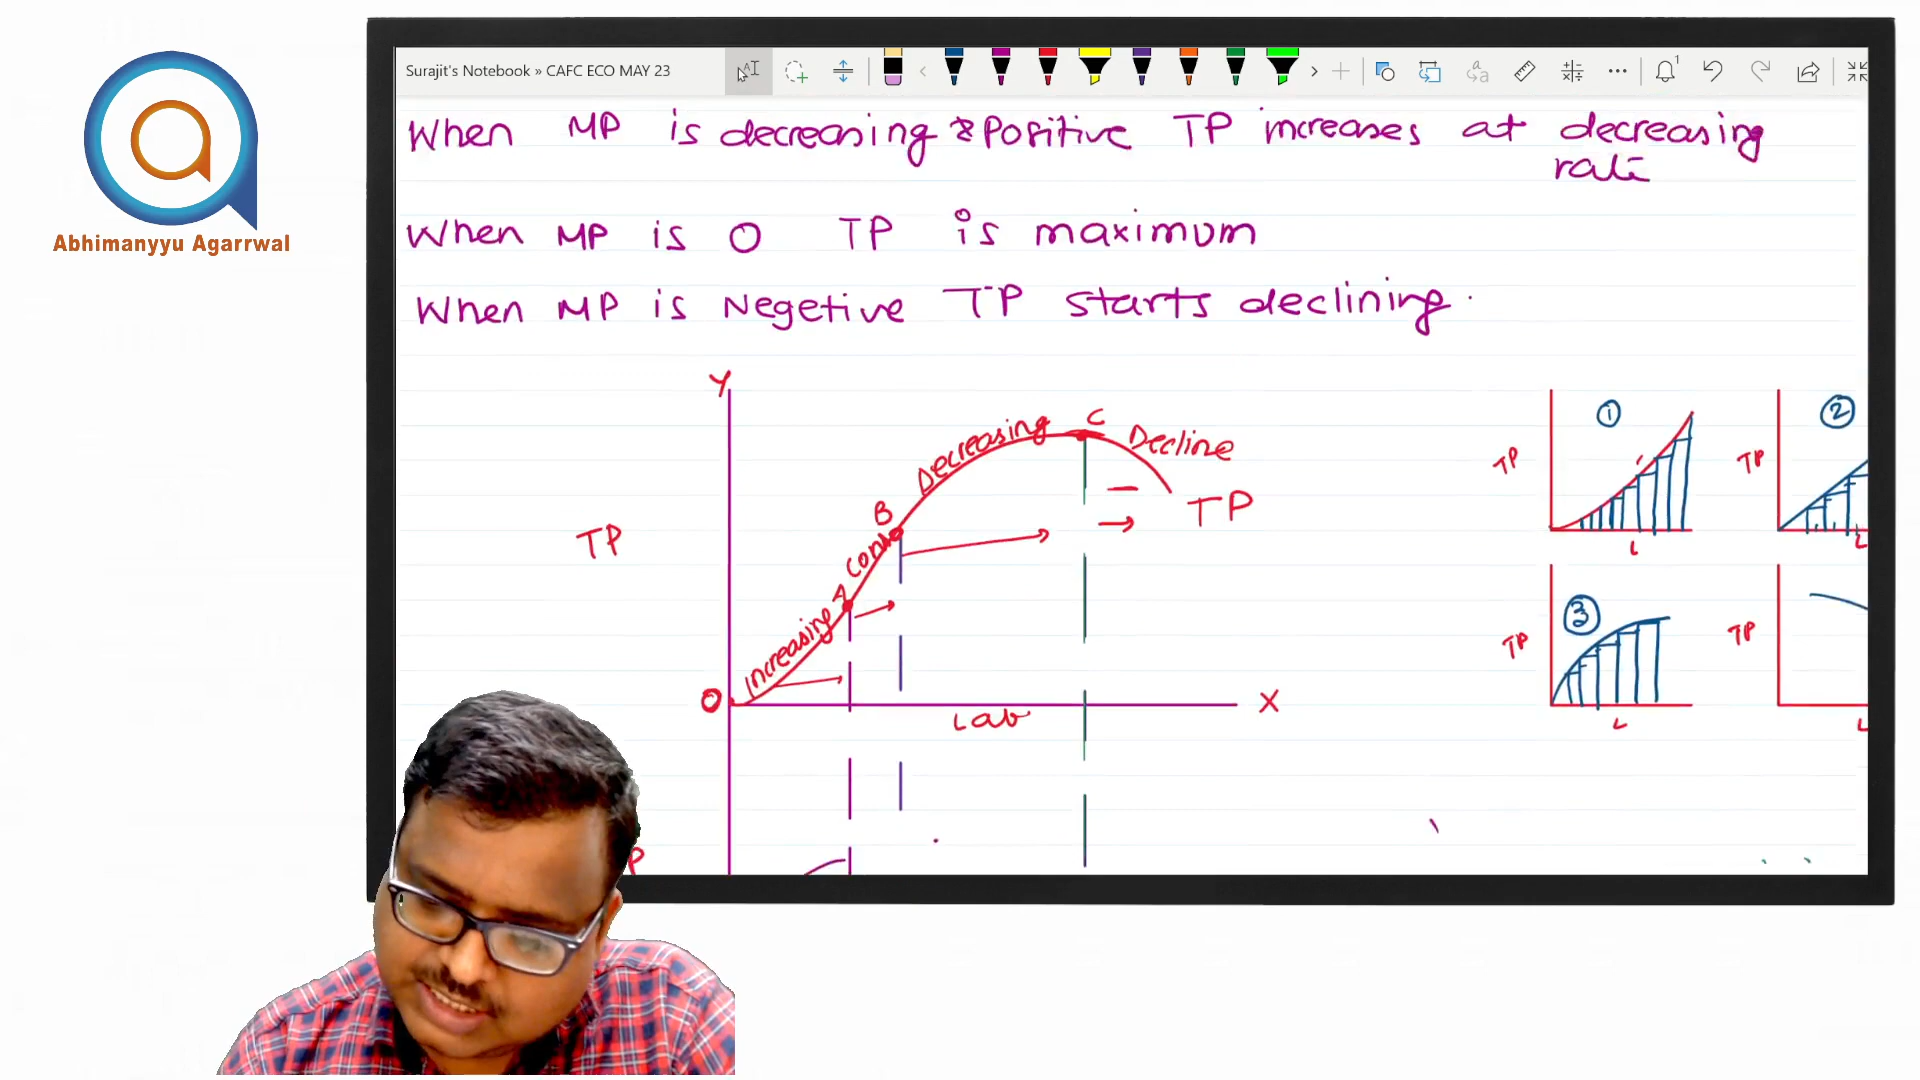 Abhimanyyu Agarrwal
Surajit's Notebook » CAFC ECO MAY 23
When MP is decreasing & Positive TP increases at decreasing
rate
When MP is 0 TP is maximum
When MP is Negetive TP starts declining.
Y
C
Decreasing
Decline
B
TP
TP
Cons
A
Increasing
O
Lab
X
P
1
TP
L
2
TP
L
3
TP
L
TP
L